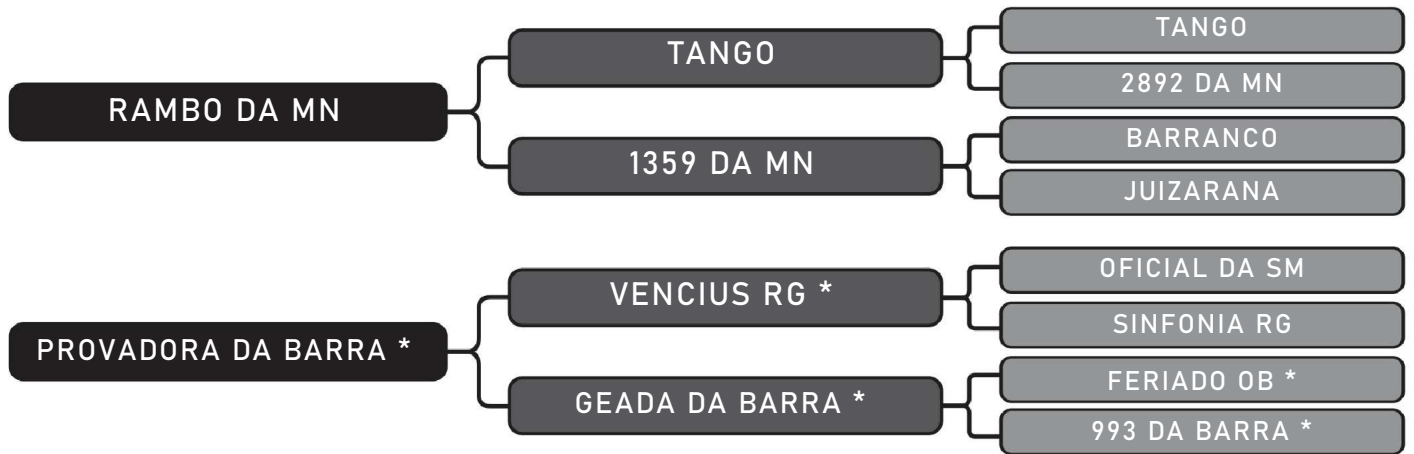 RAMBO DA MN
TANGO
1359 DA MN
TANGO
2892 DA MN
BARRANCO
JUIZARANA
PROVADORA DA BARRA *
VENCIUS RG *
GEADA DA BARRA *
OFICIAL DA SM
SINFONIA RG
FERIADO OB *
993 DA BARRA *